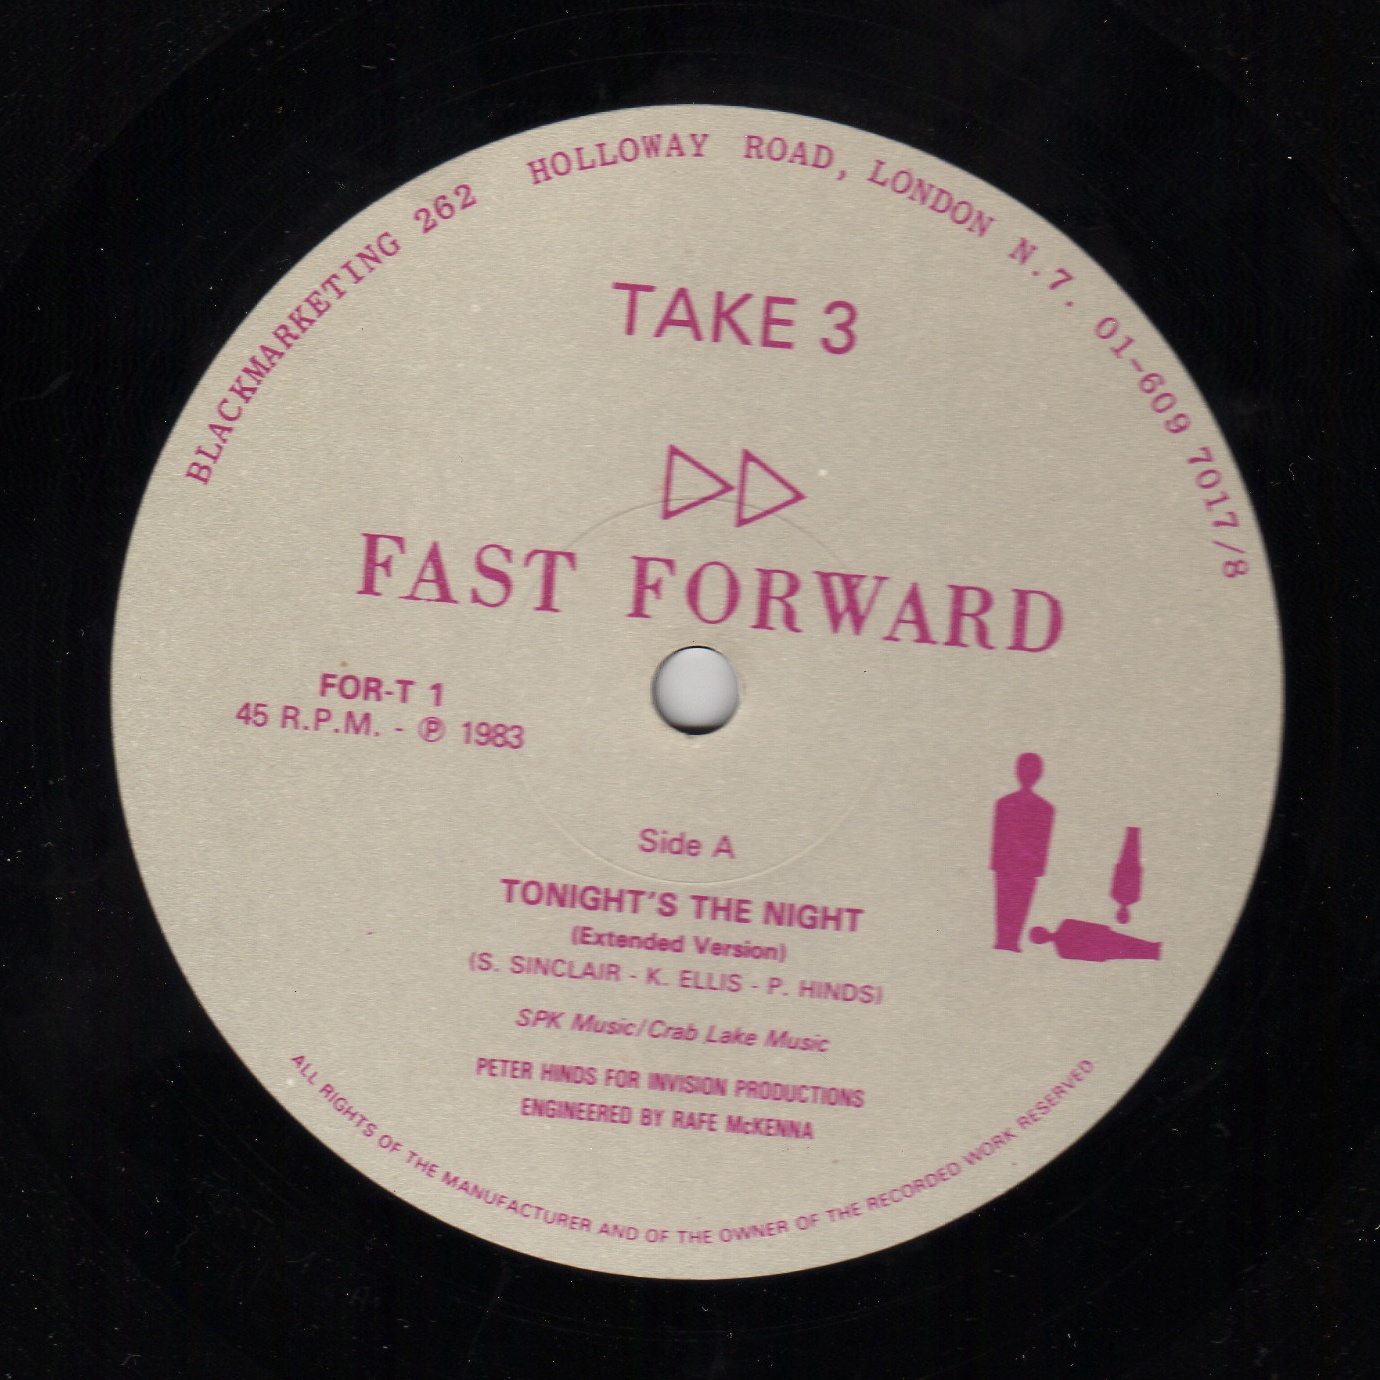 BLACKMARKETING 262 HOLLOWAY ROAD, LONDON N.7. 01-609 7017/8
TAKE 3
FAST FORWARD
FOR-T 1
45 R.P.M. - ℗ 1983
Side A
TONIGHT'S THE NIGHT
(Extended Version)
(S. SINCLAIR - K. ELLIS - P. HINDS)
SPK Music/Crab Lake Music
PETER HINDS FOR INVISION PRODUCTIONS
ENGINEERED BY RAFE McKENNA
ALL RIGHTS OF THE MANUFACTURER AND OF THE OWNER OF THE RECORDED WORK RESERVED